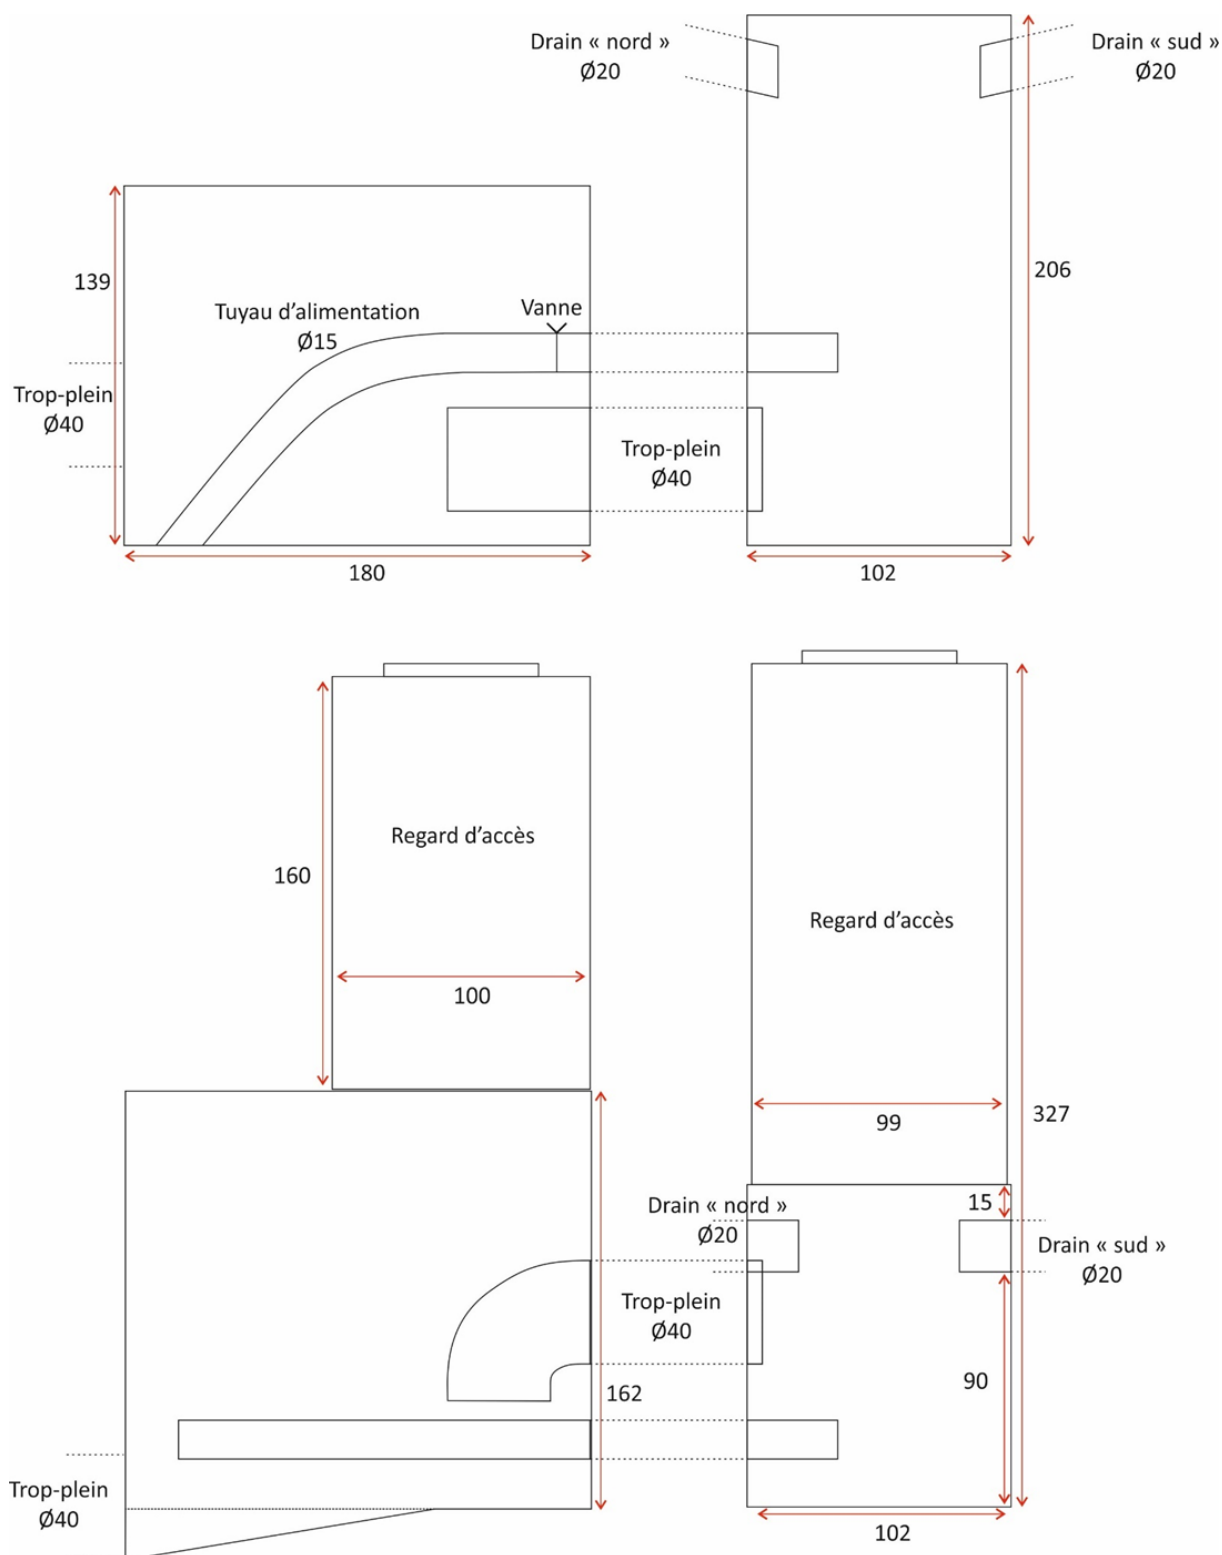 Drain « nord »
Ø20
Drain « sud »
Ø20
139
206
Tuyau d’alimentation
Ø15
Vanne
Trop-plein
Ø40
Trop-plein
Ø40
180
102
Regard d’accès
160
100
Regard d’accès
99
327
15
Drain « nord »
Ø20
Drain « sud »
Ø20
Trop-plein
Ø40
162
90
Trop-plein
Ø40
102